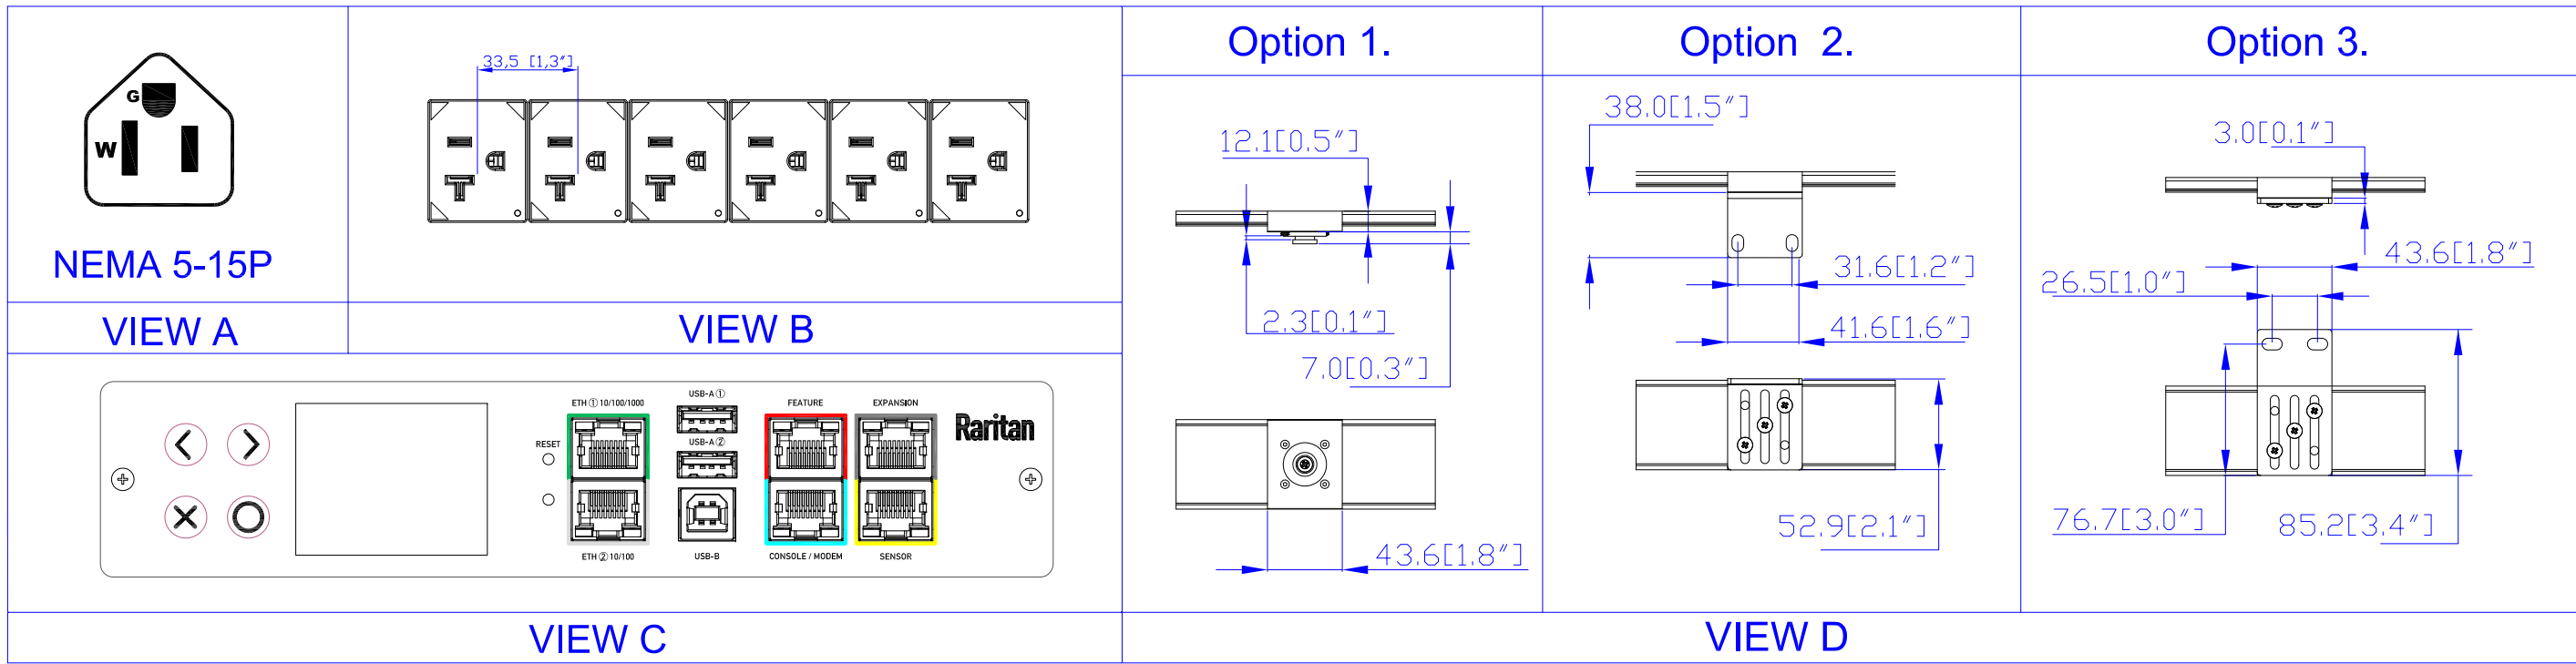 G
W
NEMA 5-15P
VIEW A
33,5 [1,3"]
VIEW B
RESET
ETH ① 10/100/1000
ETH ② 10/100
USB-A ①
USB-A ②
USB-B
FEATURE
CONSOLE / MODEM
EXPANSION
SENSOR
Raritan
VIEW C
Option 1.
12.1[0.5"]
2.3[0.1"]
7.0[0.3"]
43.6[1.8"]
Option 2.
38.0[1.5"]
31.6[1.2"]
41.6[1.6"]
52.9[2.1"]
Option 3.
3.0[0.1"]
43.6[1.8"]
26.5[1.0"]
76.7[3.0"]
85.2[3.4"]
VIEW D